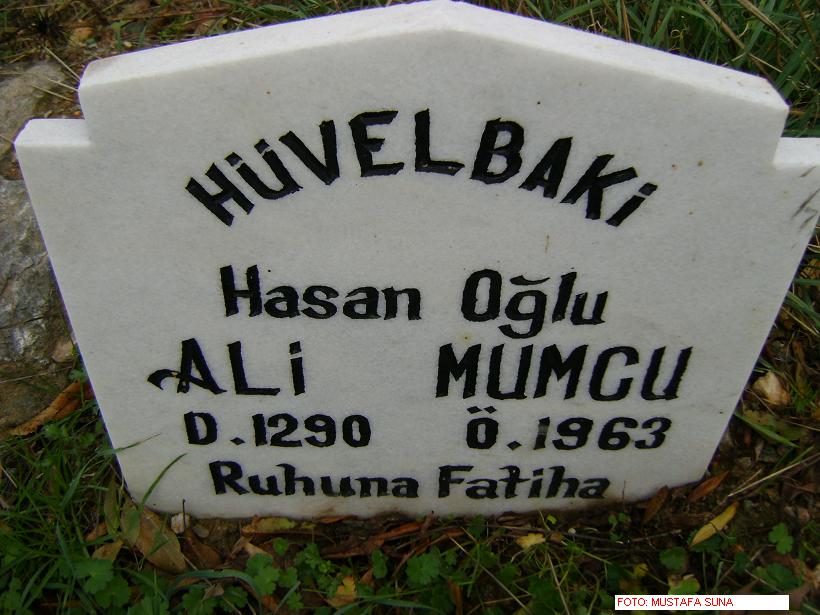 HÜVELBAKİ
Hasan Oğlu
ALİ MUMCU
D. 1290 Ö. 1963
Ruhuna Fatiha
FOTO: MUSTAFA SUNA